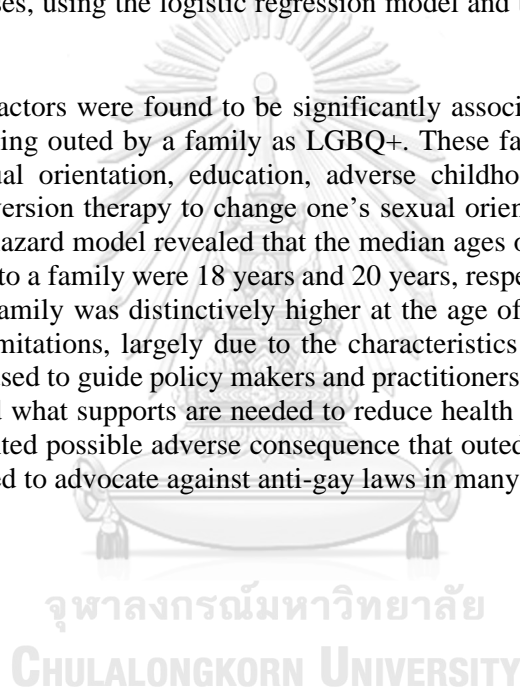 ses, using the logistic regression model and
actors were found to be significantly associ
ing outed by a family as LGBQ+. These fa
ual orientation, education, adverse childho
version therapy to change one's sexual orien
azard model revealed that the median ages o
to a family were 18 years and 20 years, respe
amily was distinctively higher at the age of
mitations, largely due to the characteristics
sed to guide policy makers and practitioners
what supports are needed to reduce health
ted possible adverse consequence that outed
ed to advocate against anti-gay laws in many
จุฬาลงกรณ์มหาวิทยาลัย
CHULALONGKORN UNIVERSITY